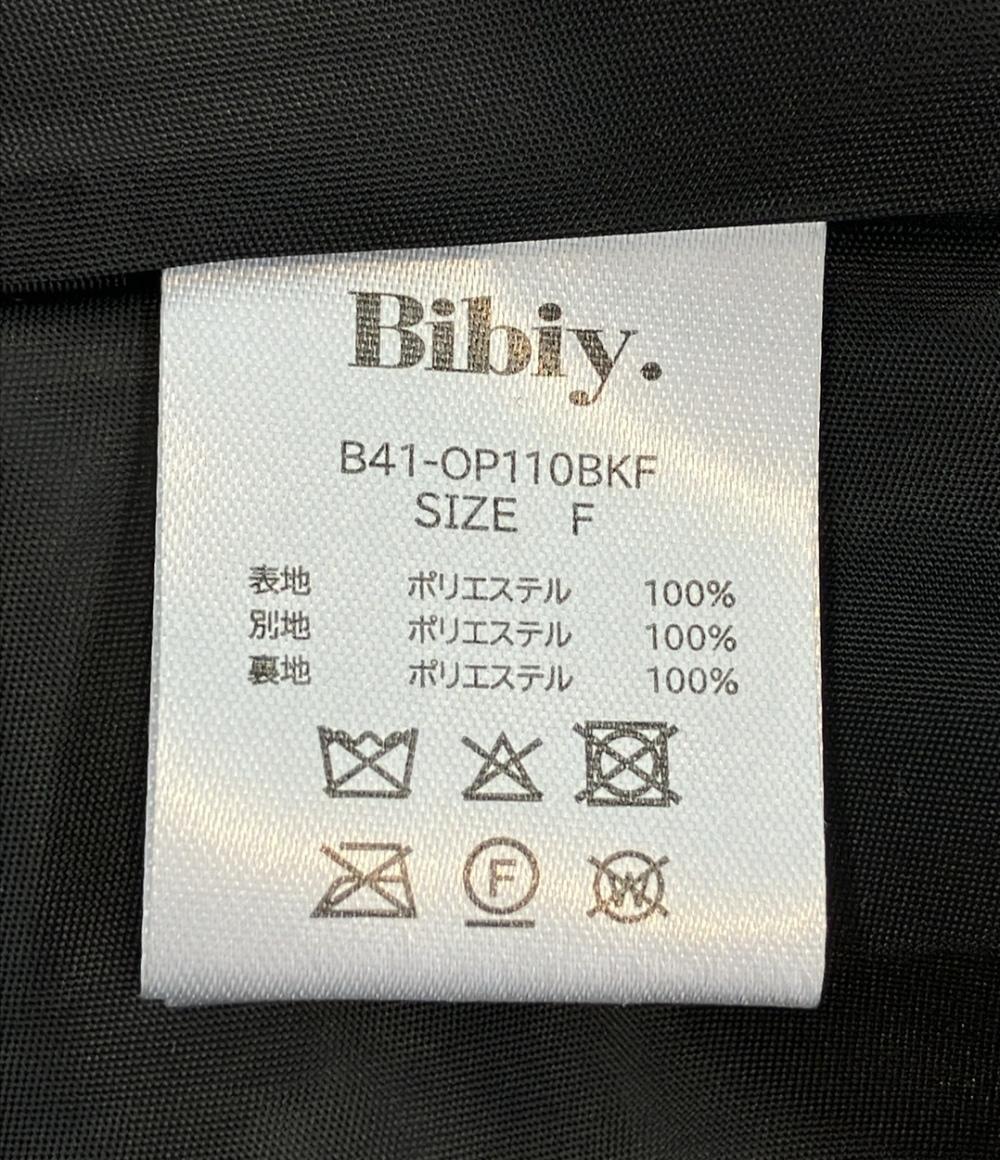 Bibiy.
B41-OP110BKF
SIZE F
表地 ポリエステル 100%
別地 ポリエステル 100%
裏地 ポリエステル 100%
F W